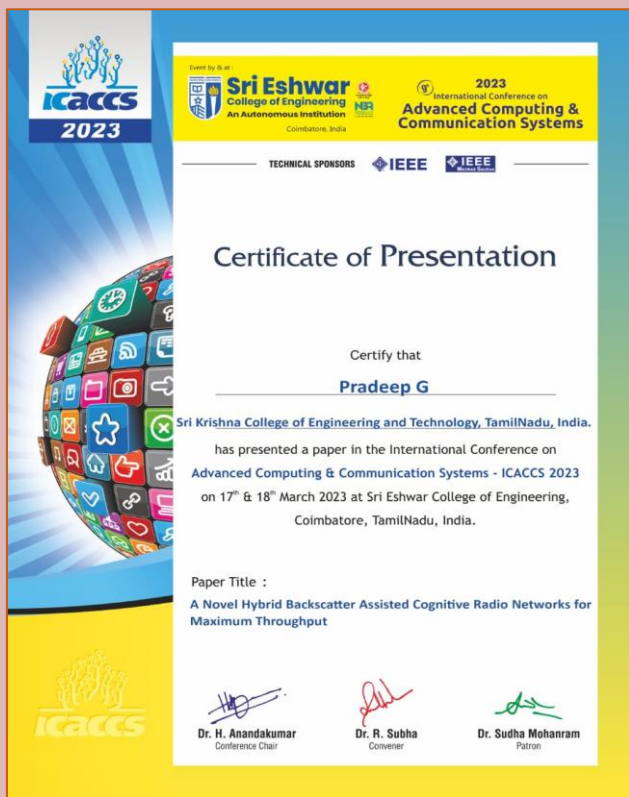 icaccs
2023
Event by & at :
Sri Eshwar
College of Engineering
An Autonomous Institution
Coimbatore, India
NBA
9th
2023
International Conference on
Advanced Computing &
Communication Systems
TECHNICAL SPONSORS
IEEE
IEEE
Madras Section
Certificate of Presentation
Certify that
Pradeep G
Sri Krishna College of Engineering and Technology, TamilNadu, India.
has presented a paper in the International Conference on
Advanced Computing & Communication Systems - ICACCS 2023
on 17th & 18th March 2023 at Sri Eshwar College of Engineering,
Coimbatore, TamilNadu, India.
Paper Title :
A Novel Hybrid Backscatter Assisted Cognitive Radio Networks for
Maximum Throughput
icaccs
Dr. H. Anandakumar
Conference Chair
Dr. R. Subha
Convener
Dr. Sudha Mohanram
Patron